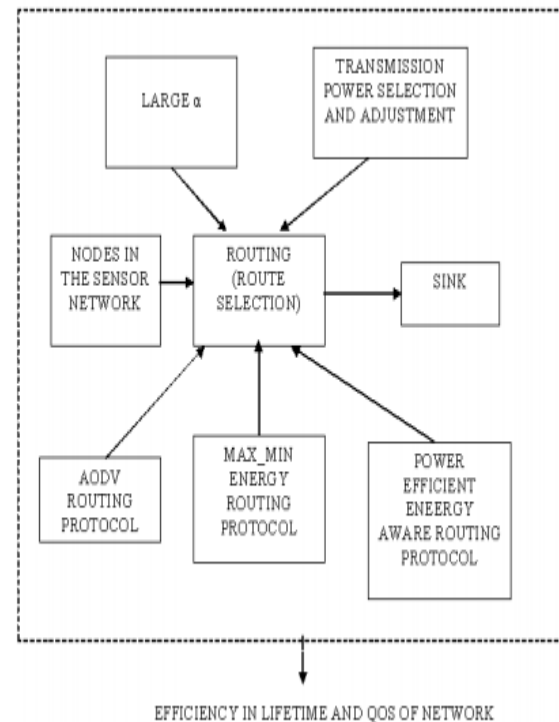 LARGE α
TRANSMISSION
POWER SELECTION
AND ADJUSTMENT
NODES IN
THE SENSOR
NETWORK
ROUTING
(ROUTE
SELECTION)
SINK
AODV
ROUTING
PROTOCOL
MAX_MIN
ENERGY
ROUTING
PROTOCOL
POWER
EFFICIENT
ENEERGY
AWARE ROUTING
PROTOCOL
EFFICIENCY IN LIFETIME AND QOS OF NETWORK